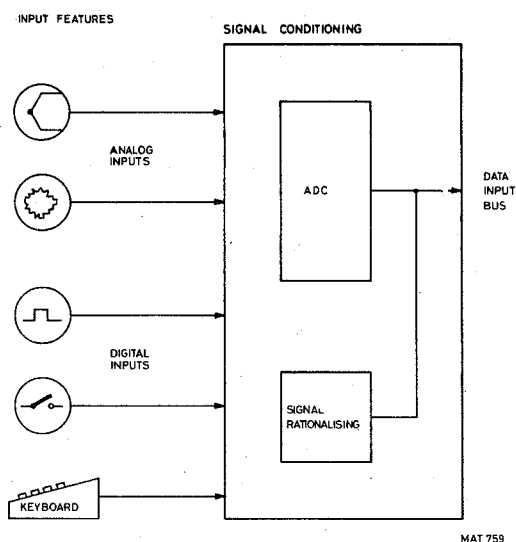 INPUT FEATURES
SIGNAL CONDITIONING
ANALOG
INPUTS
ADC
DATA
INPUT
BUS
DIGITAL
INPUTS
SIGNAL
RATIONALISING
KEYBOARD
MAT 759